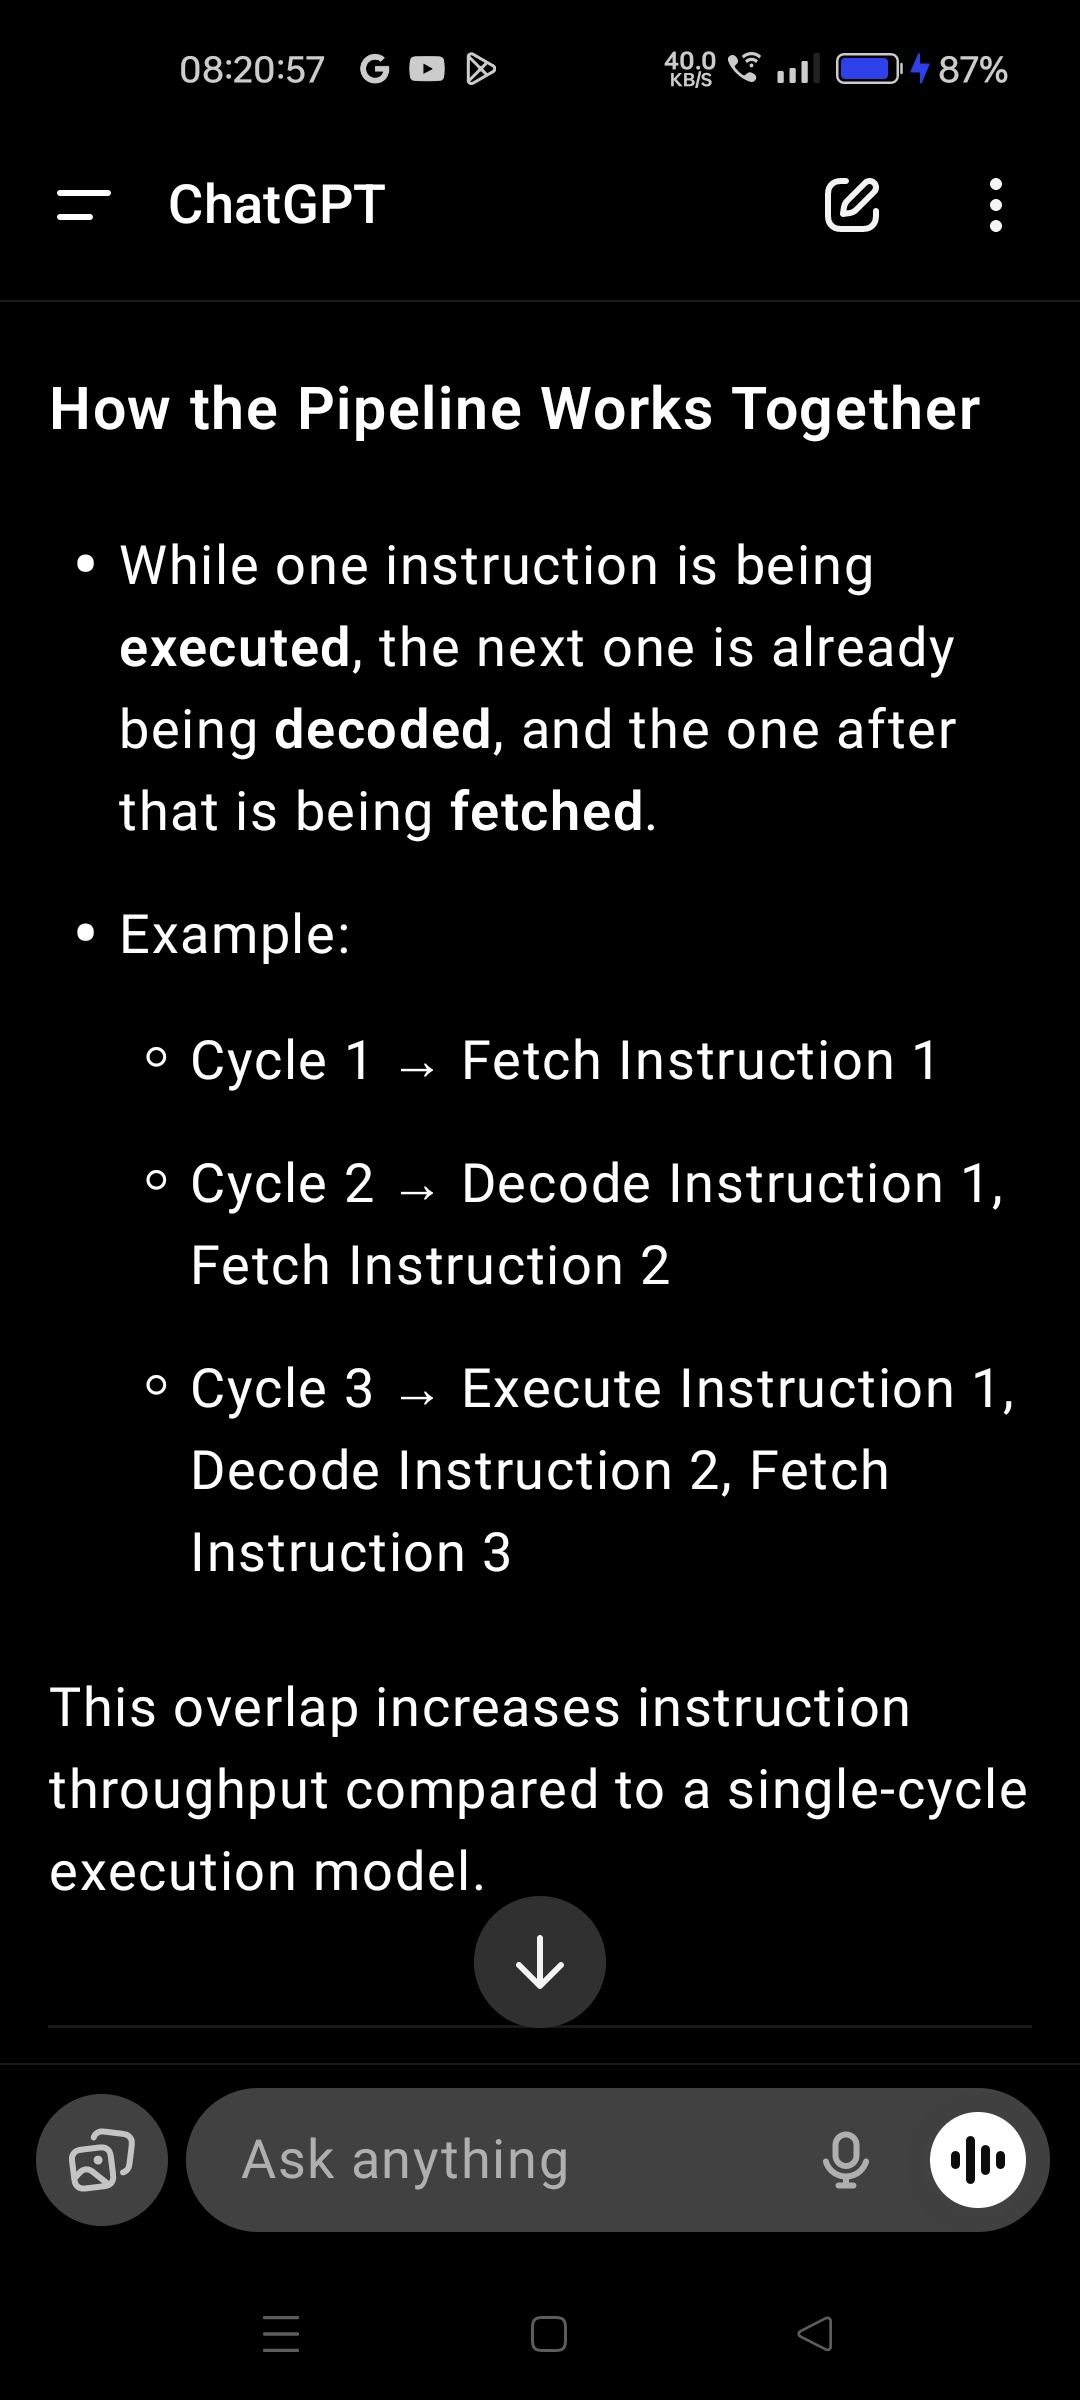 08:20:57 40.0 KB/S 87%
ChatGPT
How the Pipeline Works Together
• While one instruction is being
executed, the next one is already
being decoded, and the one after
that is being fetched.
• Example:
◦ Cycle 1 → Fetch Instruction 1
◦ Cycle 2 → Decode Instruction 1,
Fetch Instruction 2
◦ Cycle 3 → Execute Instruction 1,
Decode Instruction 2, Fetch
Instruction 3
This overlap increases instruction
throughput compared to a single-cycle
execution model.
Ask anything